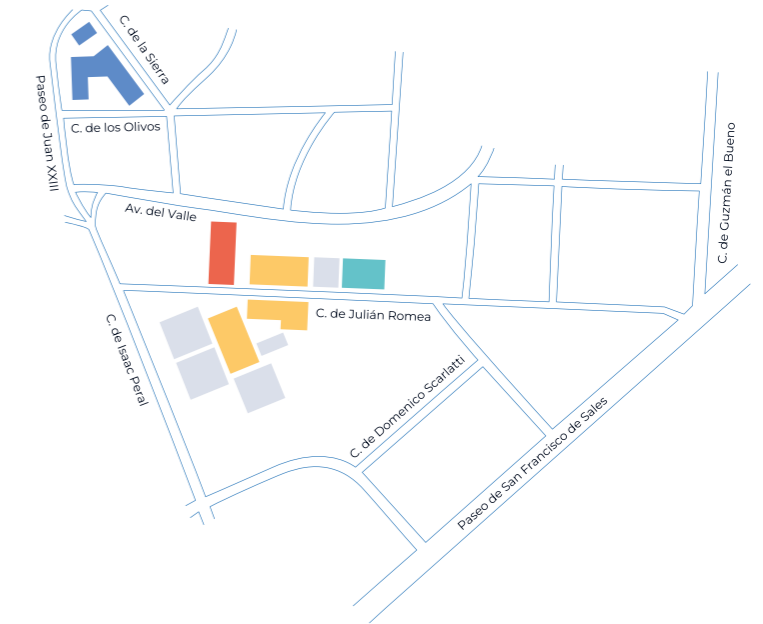 C. de la Sierra
Paseo de Juan XXIII
C. de los Olivos
C. de Guzmán el Bueno
Av. del Valle
C. de Julián Romea
C. de Isaac Peral
C. de Domenico Scarlatti
Paseo de San Francisco de Sales